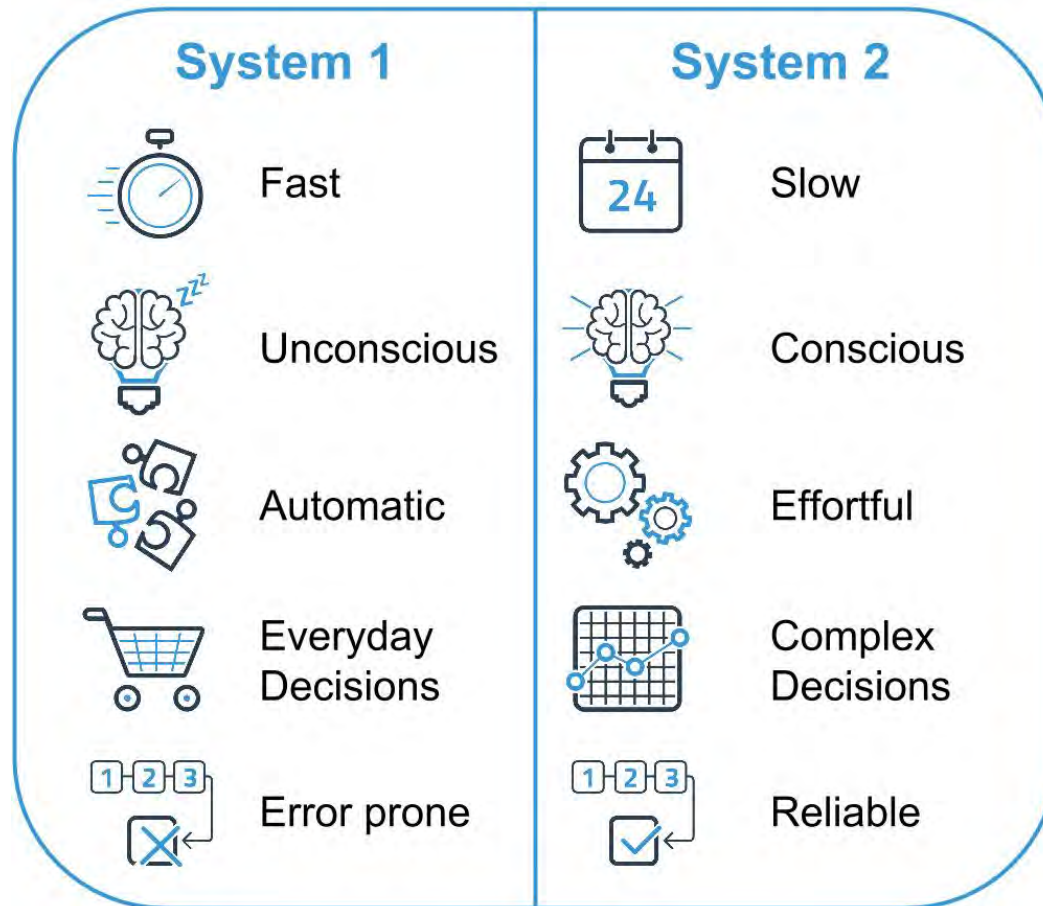 System 1
Fast
zzz
Unconscious
Automatic
Everyday
Decisions
1 2 3
Error prone
System 2
24
Slow
Conscious
Effortful
Complex
Decisions
1 2 3
Reliable